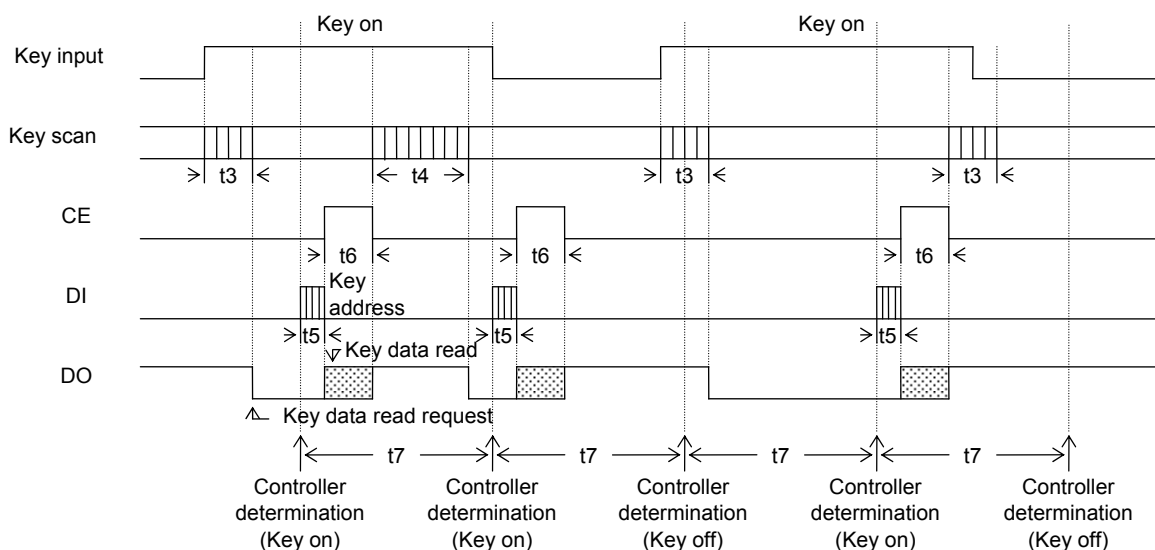 Key on
Key on
Key input
Key scan
t3
t4
t3
t3
CE
t6
t6
t6
DI
Key
address
t5
t5
t5
Key data read
DO
Key data read request
t7
t7
t7
t7
Controller
determination
(Key on)
Controller
determination
(Key on)
Controller
determination
(Key off)
Controller
determination
(Key on)
Controller
determination
(Key off)